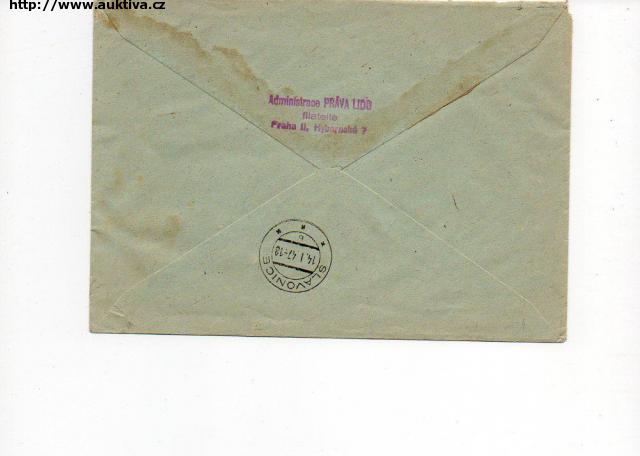 http://www.auktiva.cz
Administrace PRÁVA LIDU
filatelie
Praha II, Hybernská 7
SLAVONICE
14.I.47-18